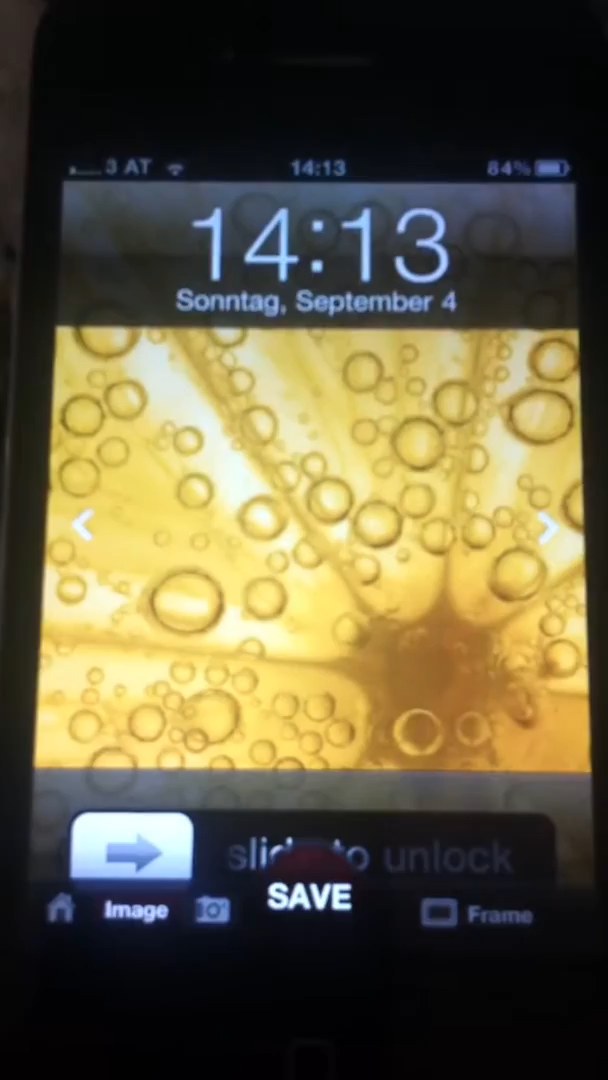 3 AT 14:13 84%
14:13
Sonntag, September 4
slide to unlock
Image SAVE Frame